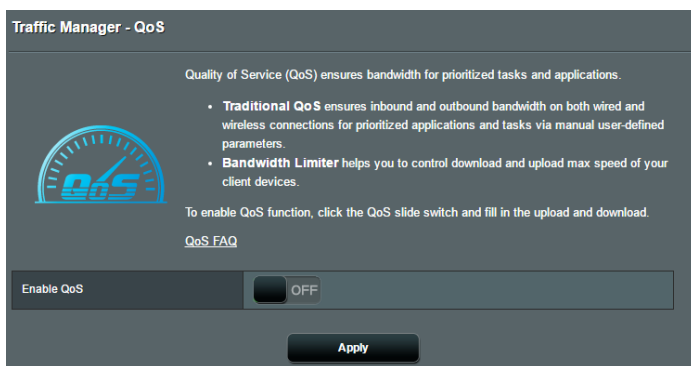 Traffic Manager - QoS
Quality of Service (QoS) ensures bandwidth for prioritized tasks and applications.
• Traditional QoS ensures inbound and outbound bandwidth on both wired and
wireless connections for prioritized applications and tasks via manual user-defined
parameters.
• Bandwidth Limiter helps you to control download and upload max speed of your
client devices.
QoS
To enable QoS function, click the QoS slide switch and fill in the upload and download.
QoS FAQ
Enable QoS
OFF
Apply